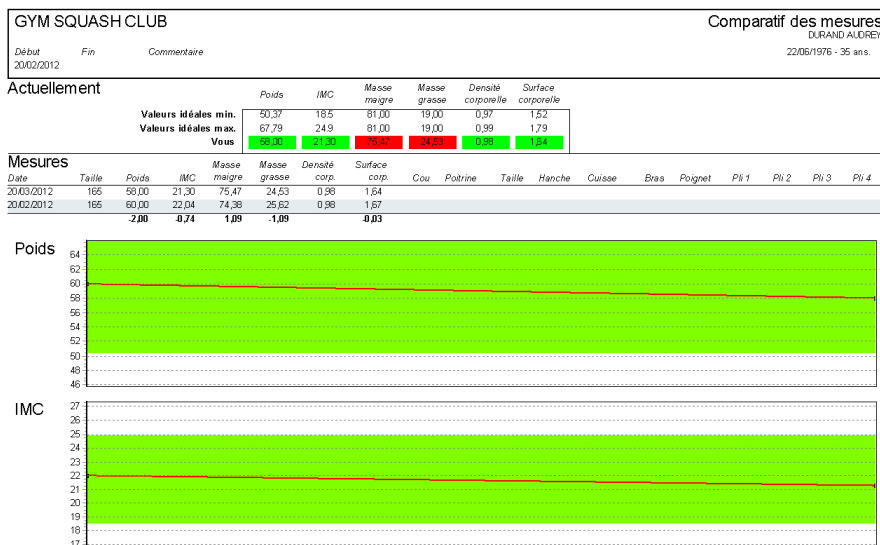 GYM SQUASH CLUB
Comparatif des mesures
DURAND AUDREY
Début Fin Commentaire
22/06/1976 - 35 ans.
20/02/2012
Actuellement
Poids IMC Masse maigre Masse grasse Densité corporelle Surface corporelle
Valeurs idéales min. 50,37 18.5 81,00 19,00 0,97 1,52
Valeurs idéales max. 67,79 24.9 81,00 19,00 0,99 1,79
Vous 58,00 21,30 75,47 24,53 0,98 1,64
Mesures
Date Taille Poids IMC Masse maigre Masse grasse Densité corp. Surface corp. Cou Poitrine Taille Hanche Cuisse Bras Poignet Pli 1 Pli 2 Pli 3 Pli 4
20/03/2012 165 58,00 21,30 75,47 24,53 0,98 1,64
20/02/2012 165 60,00 22,04 74,38 25,62 0,98 1,67
-2,00 -0,74 1,09 -1,09 -0,03
Poids
64
62
60
58
56
54
52
50
48
46
IMC
27
26
25
24
23
22
21
20
19
18
17